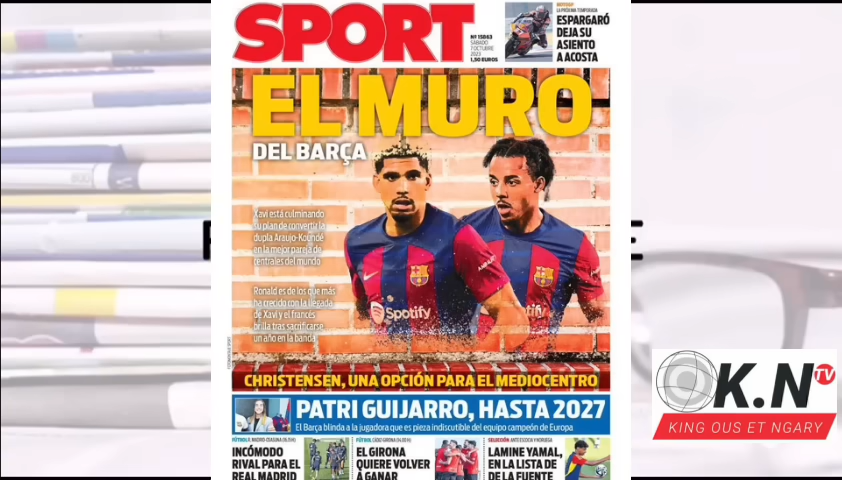 SPORT
Nº 15863
SÁBADO
7 OCTUBRE
2023
1,50 EUROS
MOTOGP
LA PRÓXIMA TEMPORADA
ESPARGARÓ
DEJA SU
ASIENTO
A ACOSTA
EL MURO
DEL BARÇA
Xavi está culminando
su plan de convertir la
dupla Araujo-Koundé
en la mejor pareja de
centrales del mundo
Ronald es de los que más
ha crecido con la llegada
de Xavi y el francés
brilla tras sacrificarse
un año en la banda
Spotify
CHRISTENSEN, UNA OPCIÓN PARA EL MEDIOCENTRO
PATRI GUIJARRO, HASTA 2027
El Barça blinda a la jugadora que es pieza indiscutible del equipo campeón de Europa
INCÓMODO
RIVAL PARA EL
REAL MADRID
EL GIRONA
QUIERE VOLVER
A GANAR
LAMINE YAMAL,
EN LA LISTA DE
DE LA FUENTE
K.N
TV
KING OUS ET NGARY